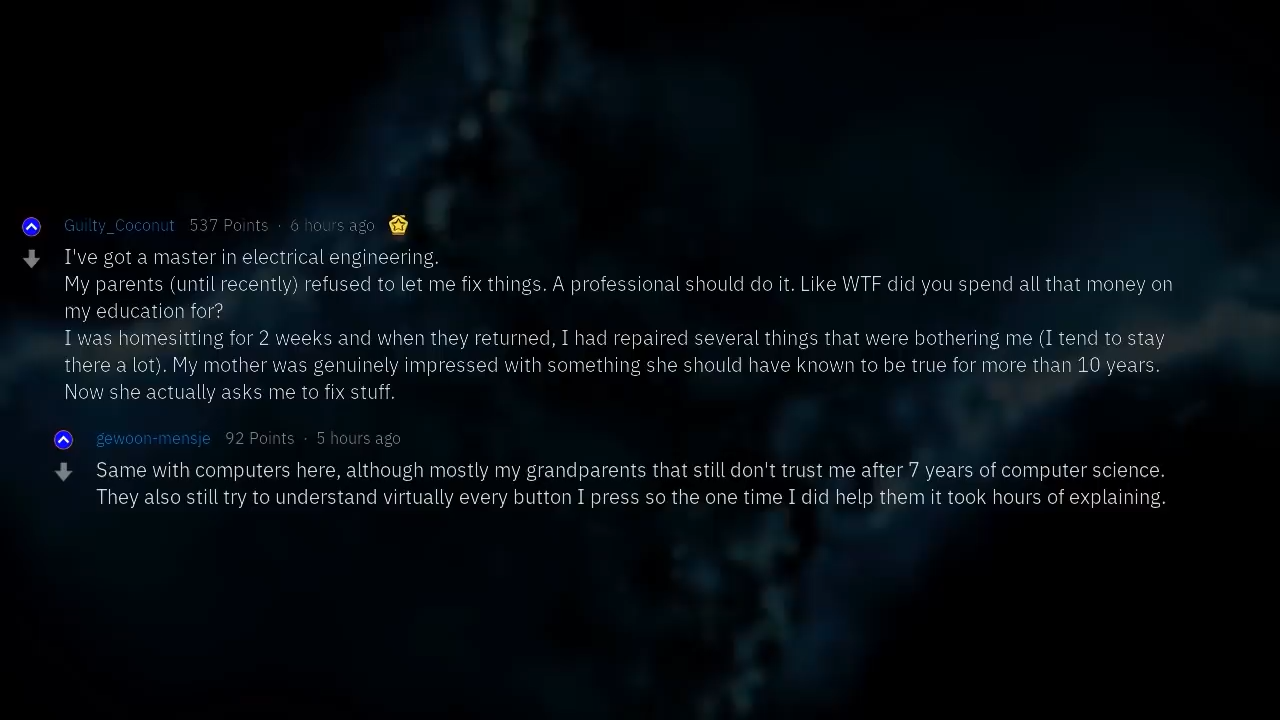 Guilty_Coconut 537 Points · 6 hours ago
I've got a master in electrical engineering.
My parents (until recently) refused to let me fix things. A professional should do it. Like WTF did you spend all that money on
my education for?
I was homesitting for 2 weeks and when they returned, I had repaired several things that were bothering me (I tend to stay
there a lot). My mother was genuinely impressed with something she should have known to be true for more than 10 years.
Now she actually asks me to fix stuff.
gewoon-mensje 92 Points · 5 hours ago
Same with computers here, although mostly my grandparents that still don't trust me after 7 years of computer science.
They also still try to understand virtually every button I press so the one time I did help them it took hours of explaining.